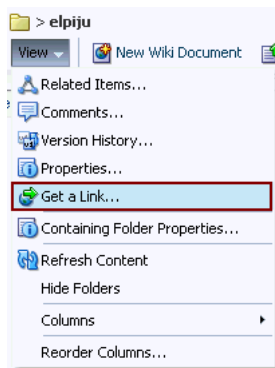 > elpiju
View New Wiki Document
Related Items...
Comments...
Version History...
Properties...
Get a Link...
Containing Folder Properties...
Refresh Content
Hide Folders
Columns
Reorder Columns...